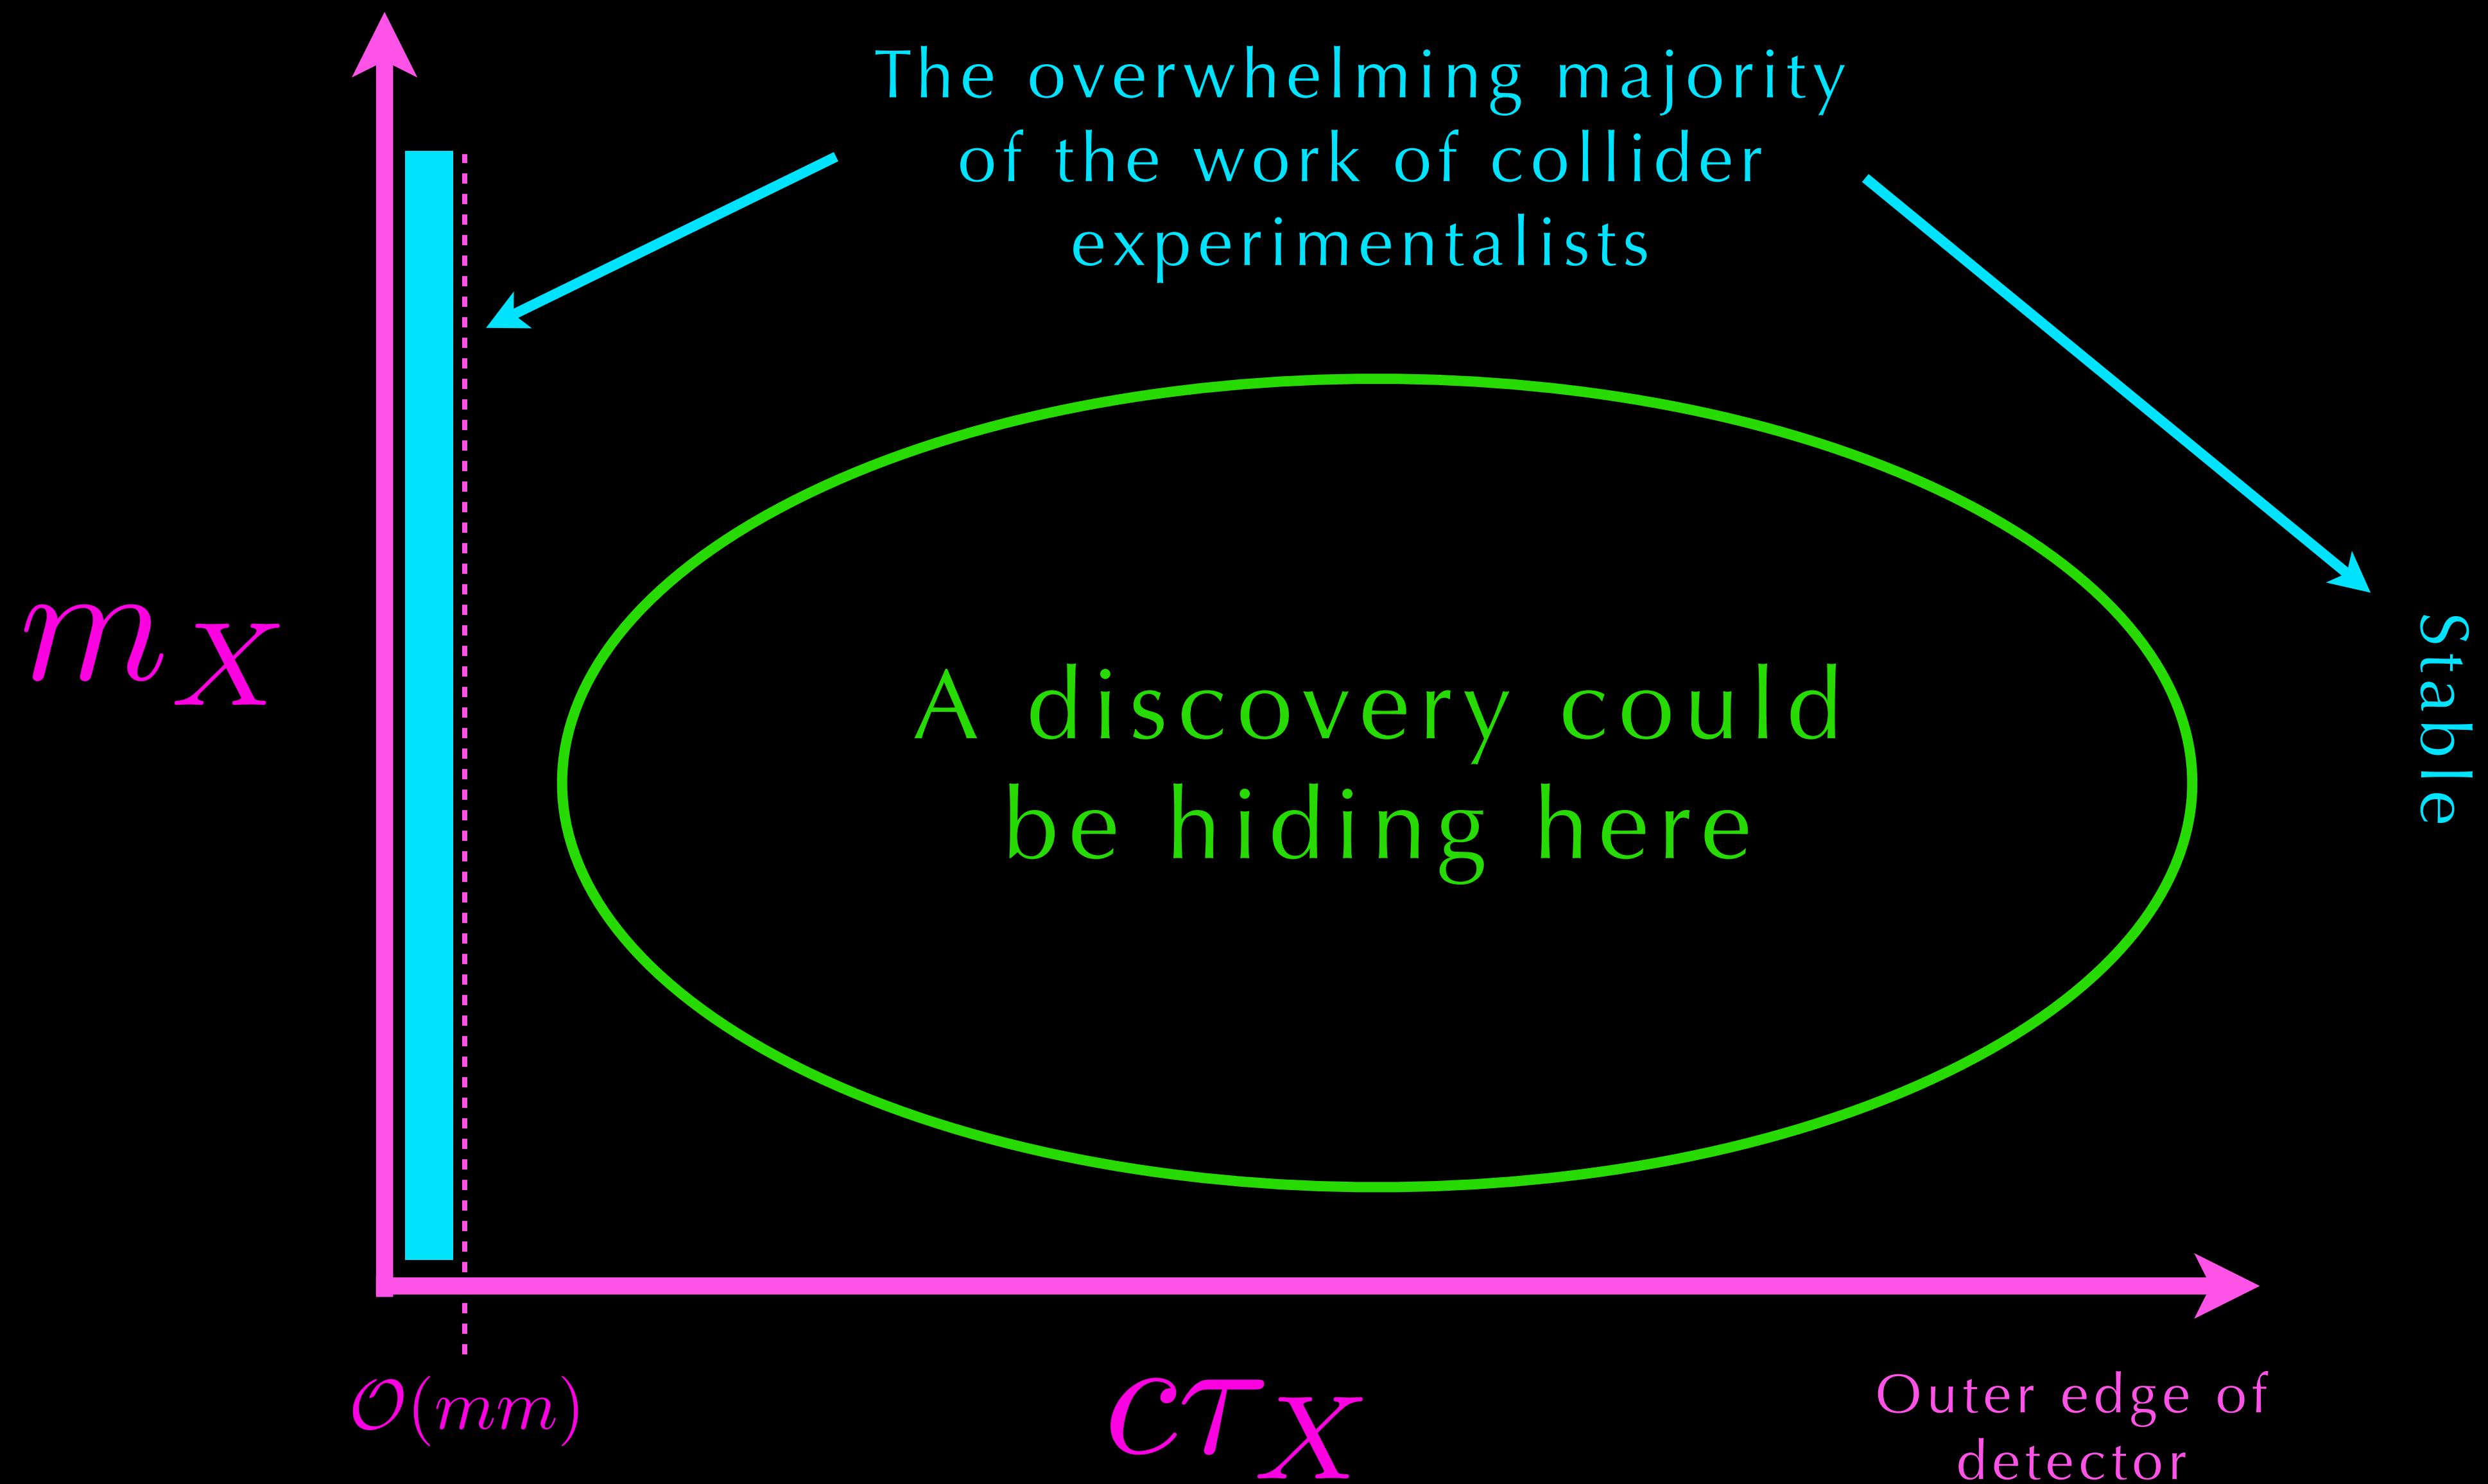 The overwhelming majority
of the work of collider
experimentalists
m_X
A discovery could
be hiding here
Stable
𝒪(mm)
cτ_X
Outer edge of
detector